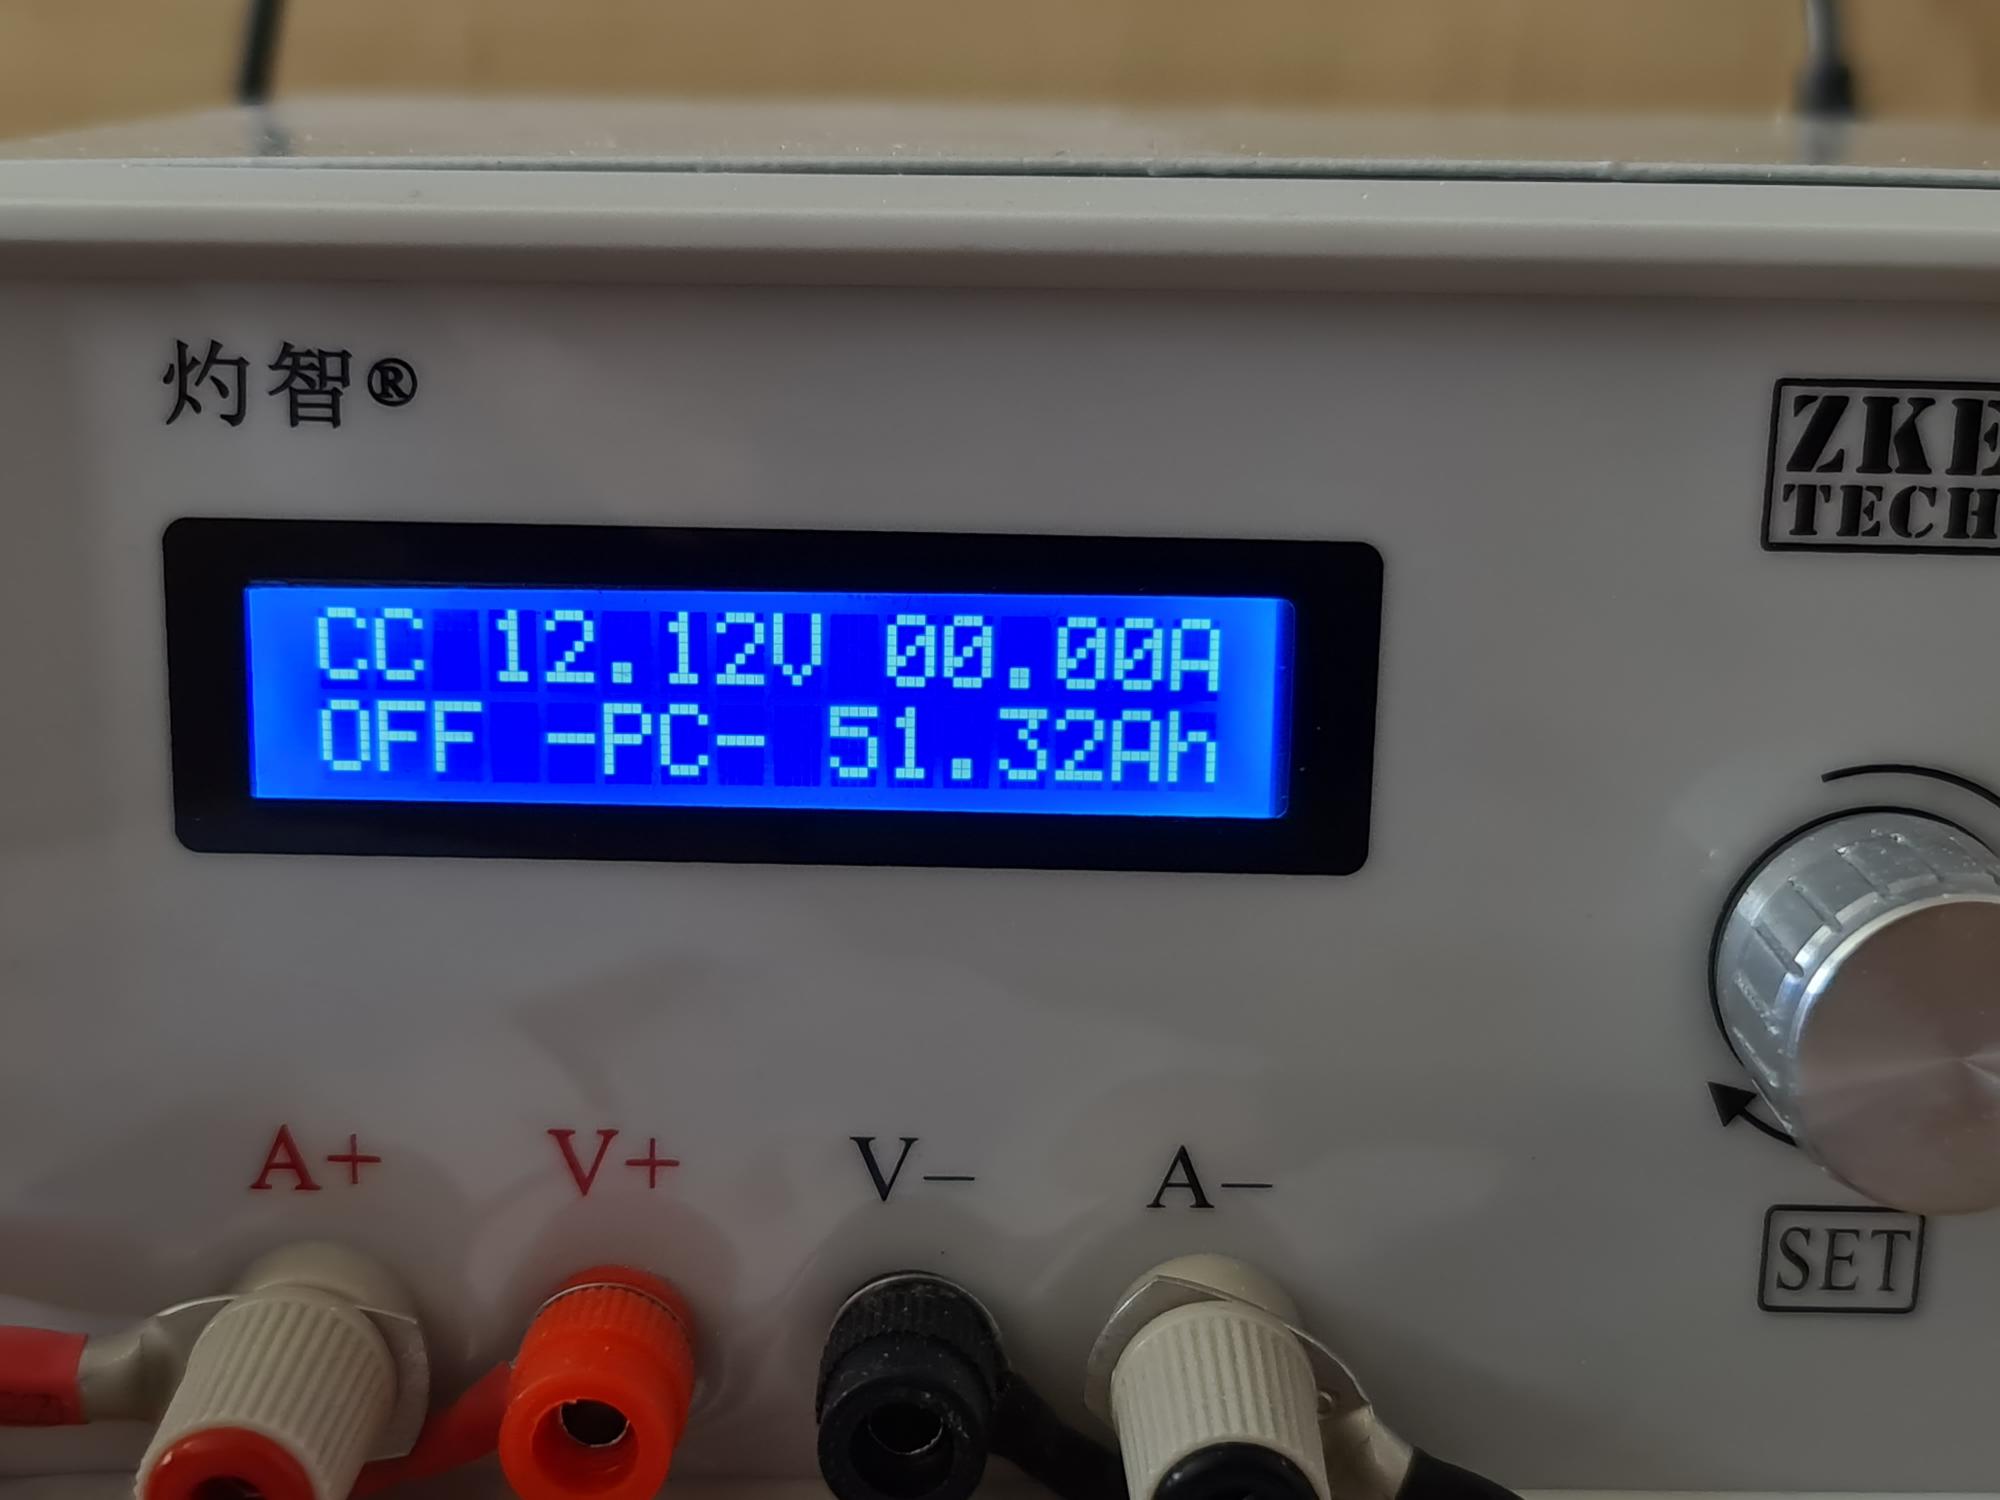 灼智®
ZKE
TECH
CC 12.12V 00.00A
OFF -PC- 51.32Ah
A+ V+ V− A−
SET